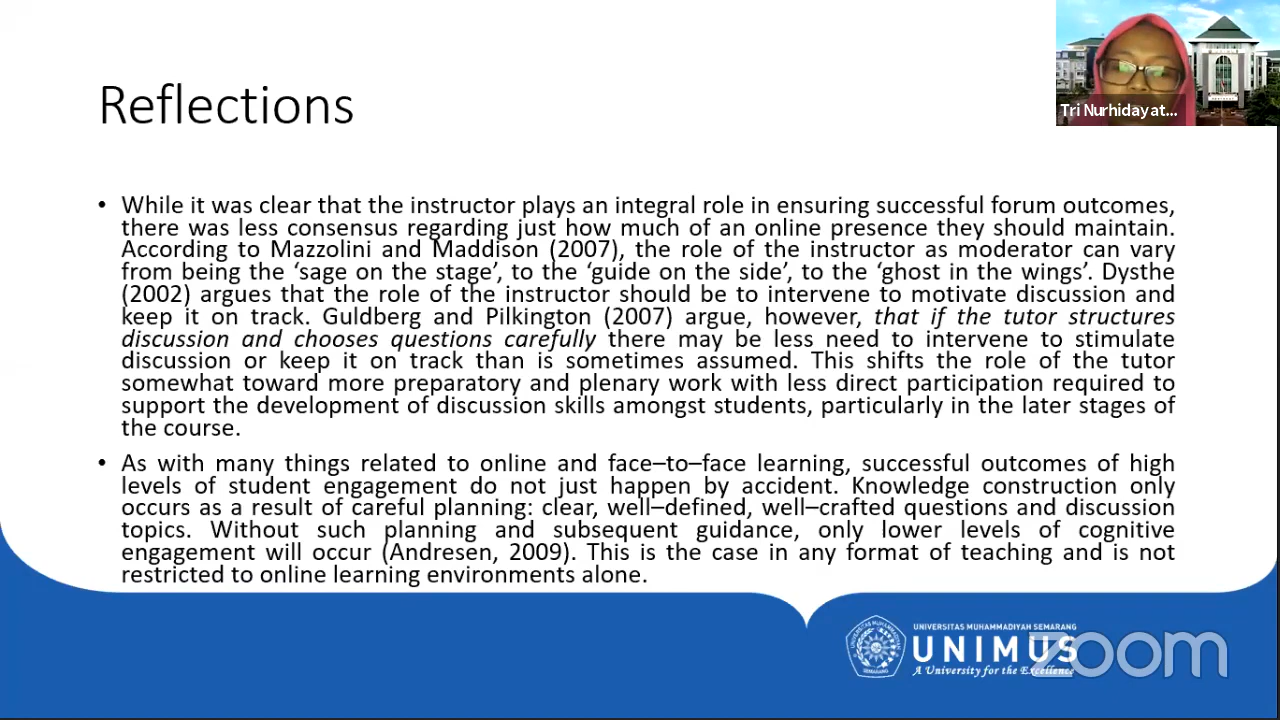 Tri Nurhidayat...
Reflections
• While it was clear that the instructor plays an integral role in ensuring successful forum outcomes,
there was less consensus regarding just how much of an online presence they should maintain.
According to Mazzolini and Maddison (2007), the role of the instructor as moderator can vary
from being the ‘sage on the stage’, to the ‘guide on the side’, to the ‘ghost in the wings’. Dysthe
(2002) argues that the role of the instructor should be to intervene to motivate discussion and
keep it on track. Guldberg and Pilkington (2007) argue, however, that if the tutor structures
discussion and chooses questions carefully there may be less need to intervene to stimulate
discussion or keep it on track than is sometimes assumed. This shifts the role of the tutor
somewhat toward more preparatory and plenary work with less direct participation required to
support the development of discussion skills amongst students, particularly in the later stages of
the course.
• As with many things related to online and face–to–face learning, successful outcomes of high
levels of student engagement do not just happen by accident. Knowledge construction only
occurs as a result of careful planning: clear, well–defined, well–crafted questions and discussion
topics. Without such planning and subsequent guidance, only lower levels of cognitive
engagement will occur (Andresen, 2009). This is the case in any format of teaching and is not
restricted to online learning environments alone.
UNIVERSITAS MUHAMMADIYAH SEMARANG
UNIMUS
A University for the Excellence
zoom